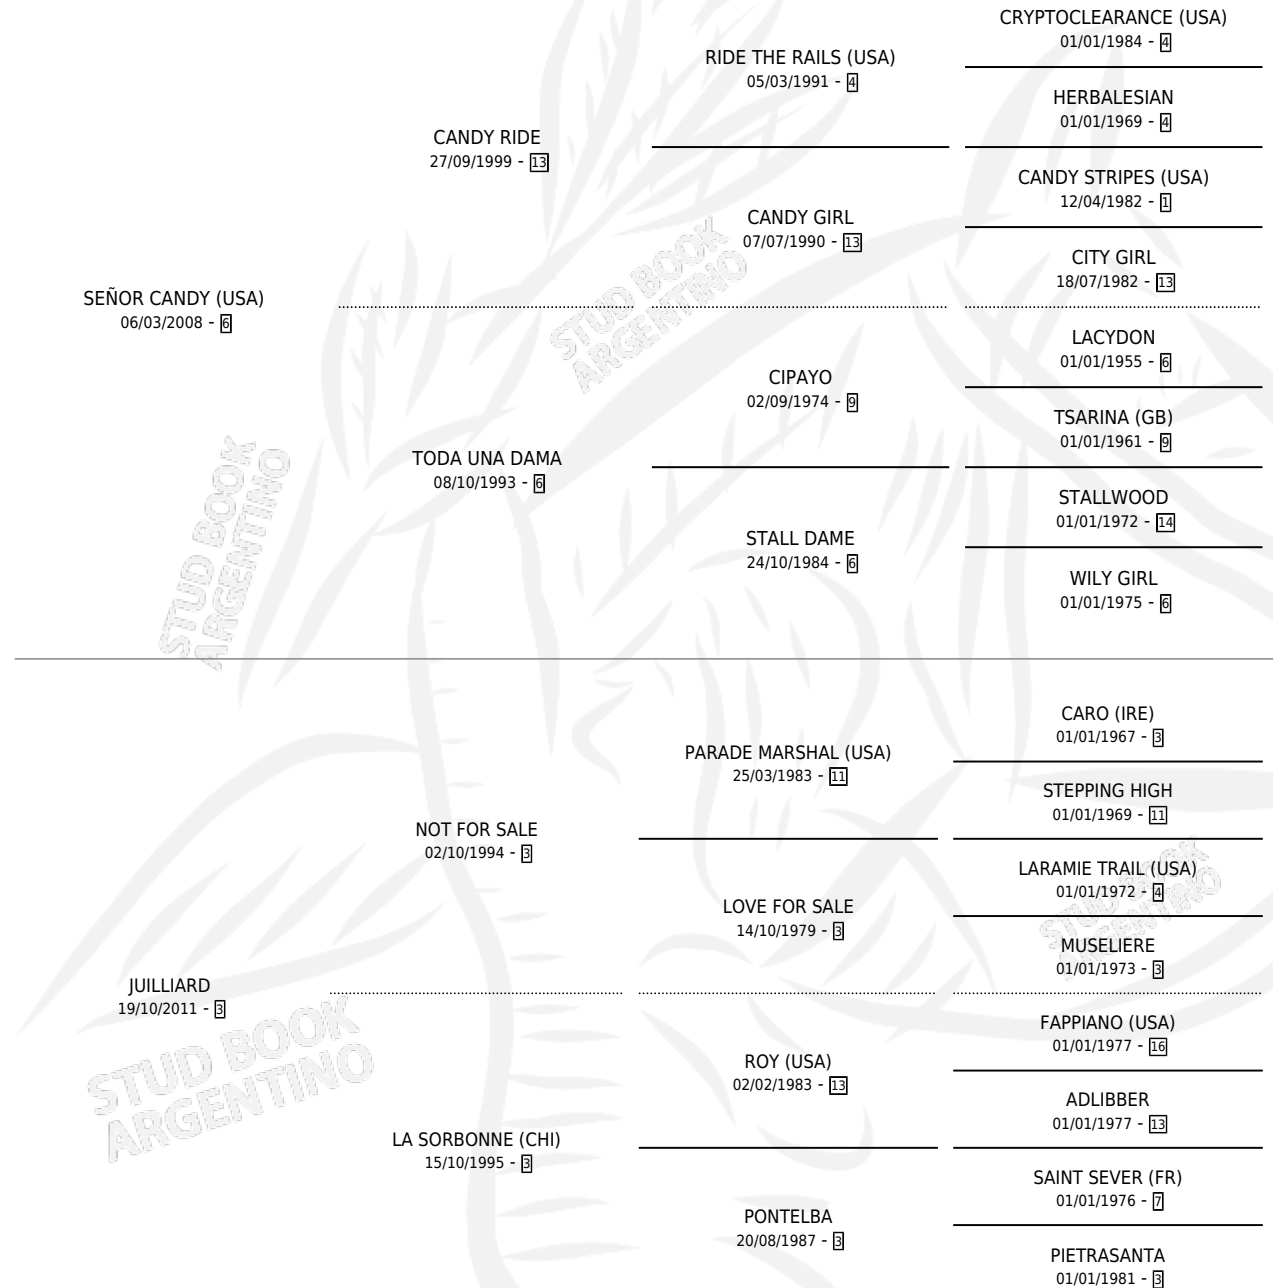 SEÑOR CANDY (USA)
06/03/2008 - 6
CANDY RIDE
27/09/1999 - 13
RIDE THE RAILS (USA)
05/03/1991 - 4
CRYPTOCLEARANCE (USA)
01/01/1984 - 4
HERBALESIAN
01/01/1969 - 4
CANDY GIRL
07/07/1990 - 13
CANDY STRIPES (USA)
12/04/1982 - 1
CITY GIRL
18/07/1982 - 13
TODA UNA DAMA
08/10/1993 - 6
CIPAYO
02/09/1974 - 9
LACYDON
01/01/1955 - 6
TSARINA (GB)
01/01/1961 - 9
STALL DAME
24/10/1984 - 6
STALLWOOD
01/01/1972 - 14
WILY GIRL
01/01/1975 - 6
JUILLIARD
19/10/2011 - 3
NOT FOR SALE
02/10/1994 - 3
PARADE MARSHAL (USA)
25/03/1983 - 11
CARO (IRE)
01/01/1967 - 3
STEPPING HIGH
01/01/1969 - 11
LOVE FOR SALE
14/10/1979 - 3
LARAMIE TRAIL (USA)
01/01/1972 - 4
MUSELIERE
01/01/1973 - 3
LA SORBONNE (CHI)
15/10/1995 - 3
ROY (USA)
02/02/1983 - 13
FAPPIANO (USA)
01/01/1977 - 16
ADLIBBER
01/01/1977 - 13
PONTELBA
20/08/1987 - 3
SAINT SEVER (FR)
01/01/1976 - 7
PIETRASANTA
01/01/1981 - 3
STUD BOOK
ARGENTINO
STUD BOOK
ARGENTINO
STUD BOOK
ARGENTINO
STUD BOOK
ARGENTINO